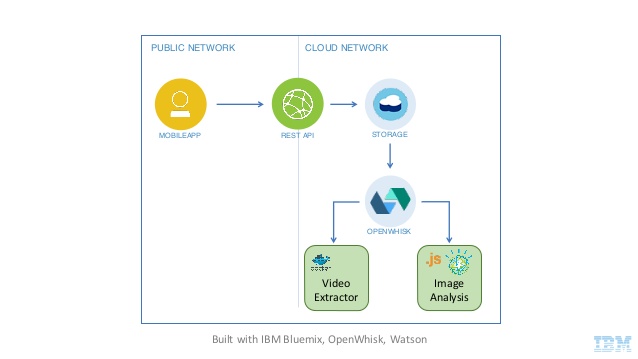 PUBLIC NETWORK
CLOUD NETWORK
MOBILEAPP
REST API
STORAGE
OPENWHISK
docker
Video
Extractor
.js
Image
Analysis
Built with IBM Bluemix, OpenWhisk, Watson
IBM